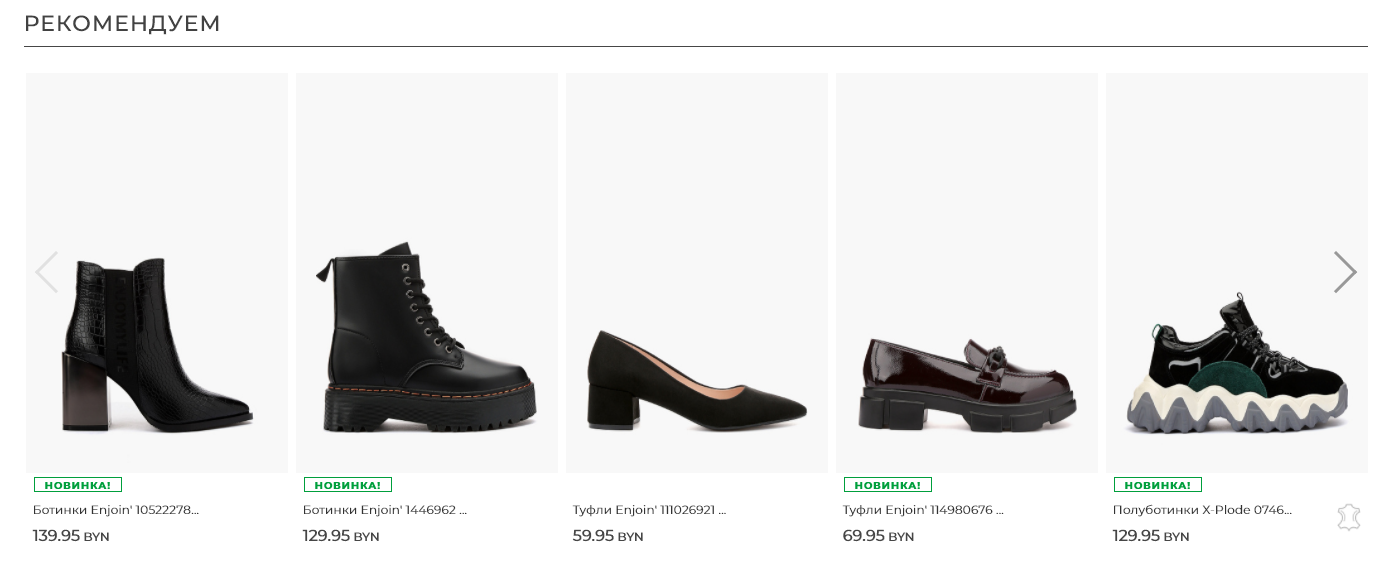 РЕКОМЕНДУЕМ
НОВИНКА!
Ботинки Enjoin' 10522278...
139.95 BYN
НОВИНКА!
Ботинки Enjoin' 1446962 ...
129.95 BYN
Туфли Enjoin' 111026921 ...
59.95 BYN
НОВИНКА!
Туфли Enjoin' 114980676 ...
69.95 BYN
НОВИНКА!
Полуботинки X-Plode 0746...
129.95 BYN